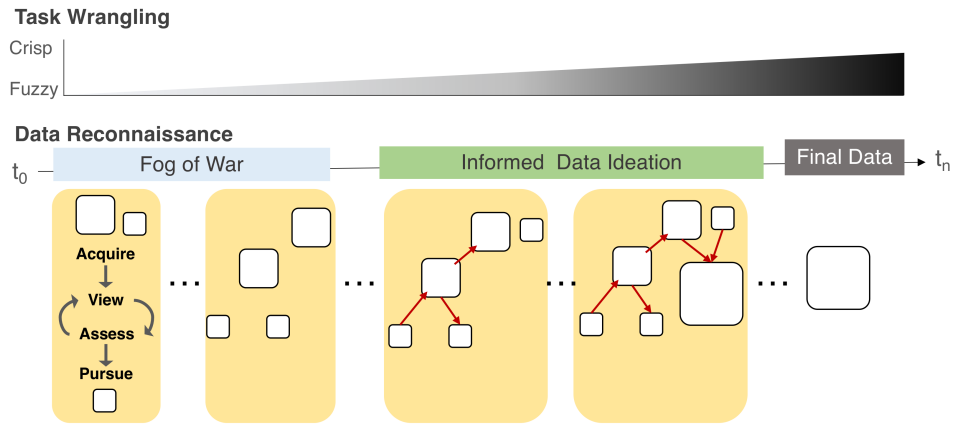 Task Wrangling
Crisp
Fuzzy
Data Reconnaissance
t0
Fog of War
Informed Data Ideation
Final Data
tn
Acquire
View
Assess
Pursue
...
...
...
...